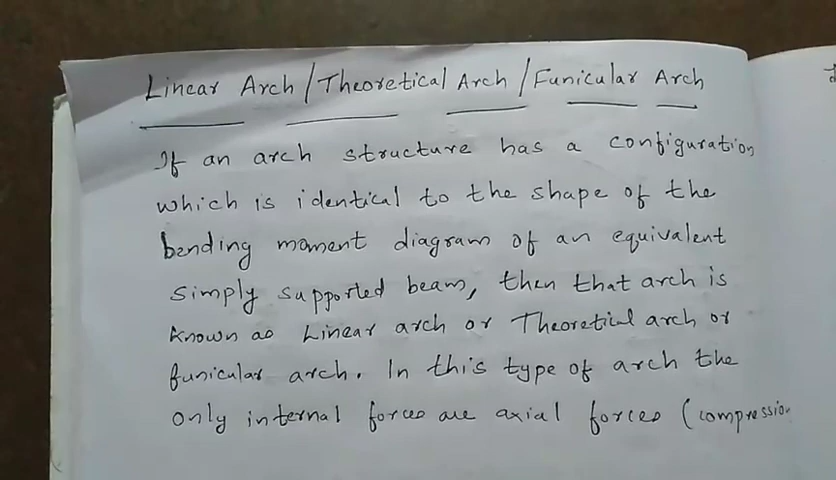 Linear Arch / Theoretical Arch / Funicular Arch
If an arch structure has a configuration
which is identical to the shape of the
bending moment diagram of an equivalent
simply supported beam, then that arch is
known as Linear arch or Theoretical arch or
funicular arch. In this type of arch the
only internal forces are axial forces (compression